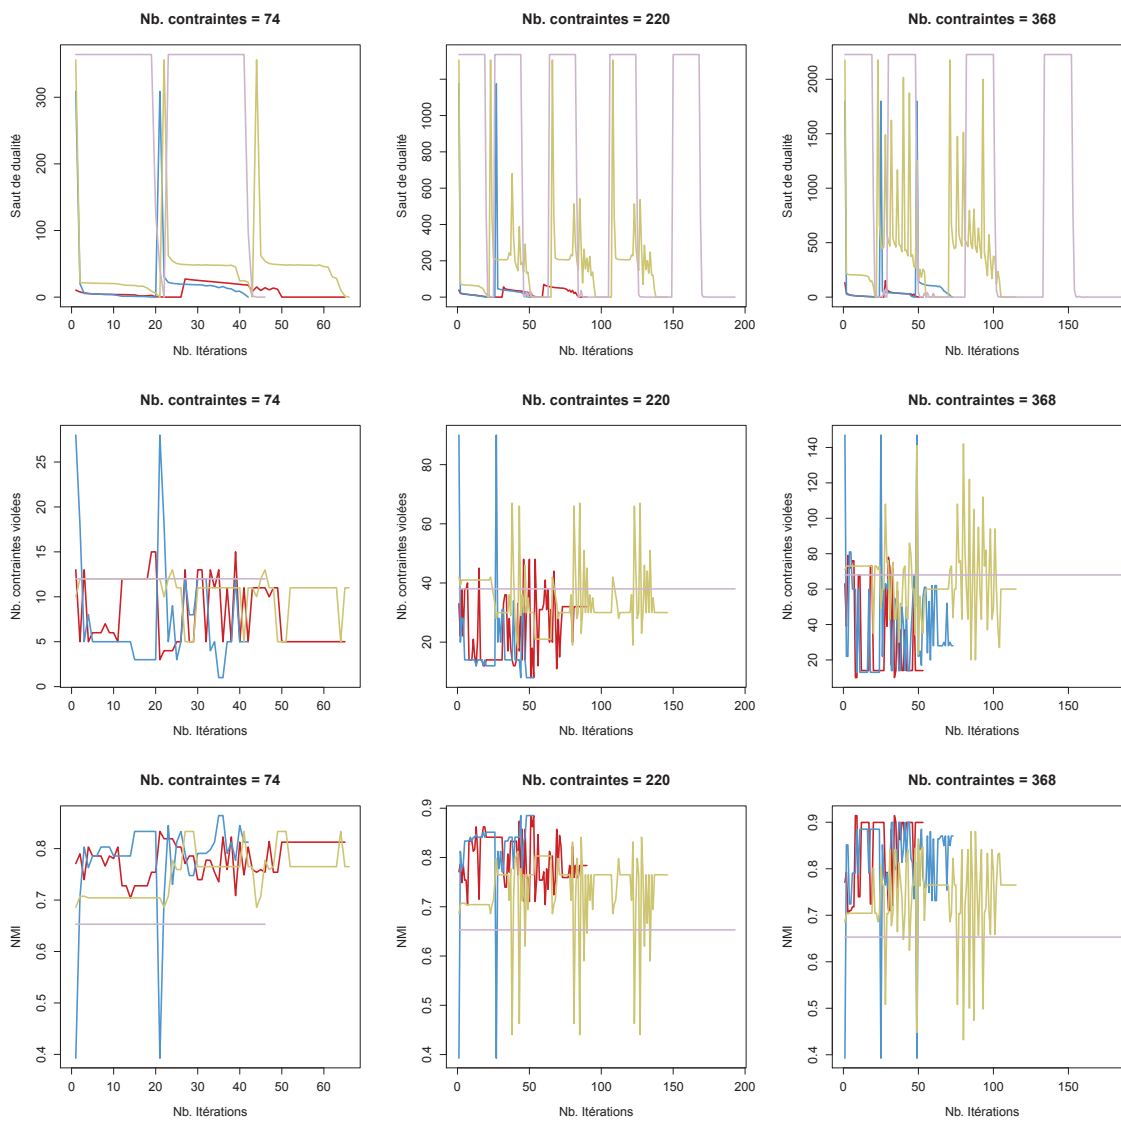 Nb. contraintes = 74
Nb. contraintes = 220
Nb. contraintes = 368
Saut de dualité
0
100
200
300
0 10 20 30 40 50 60
Nb. Itérations
Saut de dualité
0
200
400
600
800
1000
0 50 100 150 200
Nb. Itérations
Saut de dualité
0
500
1000
1500
2000
0 50 100 150
Nb. Itérations
Nb. contraintes = 74
Nb. contraintes = 220
Nb. contraintes = 368
Nb. contraintes violées
0
5
10
15
20
25
0 10 20 30 40 50 60
Nb. Itérations
Nb. contraintes violées
20
40
60
80
0 50 100 150 200
Nb. Itérations
Nb. contraintes violées
20
40
60
80
100
120
140
0 50 100 150
Nb. Itérations
Nb. contraintes = 74
Nb. contraintes = 220
Nb. contraintes = 368
NMI
0.4
0.5
0.6
0.7
0.8
0 10 20 30 40 50 60
Nb. Itérations
NMI
0.4
0.5
0.6
0.7
0.8
0.9
0 50 100 150 200
Nb. Itérations
NMI
0.4
0.5
0.6
0.7
0.8
0.9
0 50 100 150
Nb. Itérations